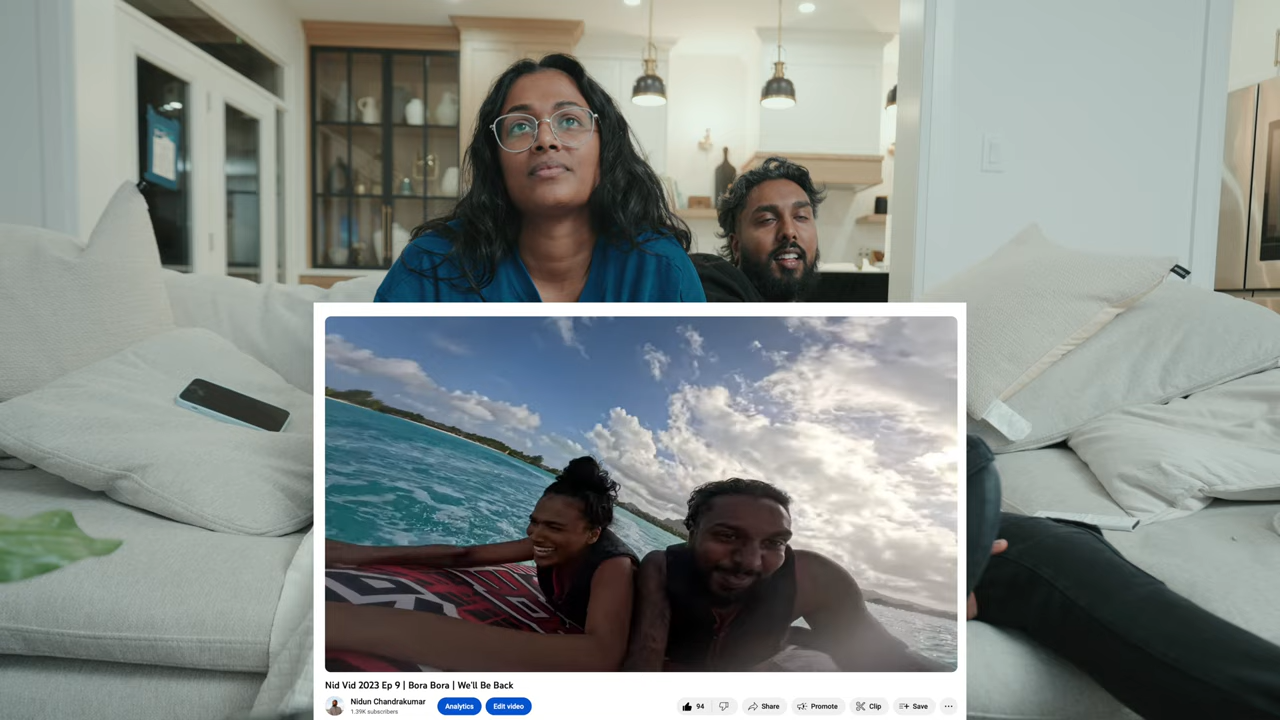 Nid Vid 2023 Ep 9 | Bora Bora | We'll Be Back
Nidun Chandrakumar
1.39K subscribers
Analytics
Edit video
94
Share
Promote
Clip
Save